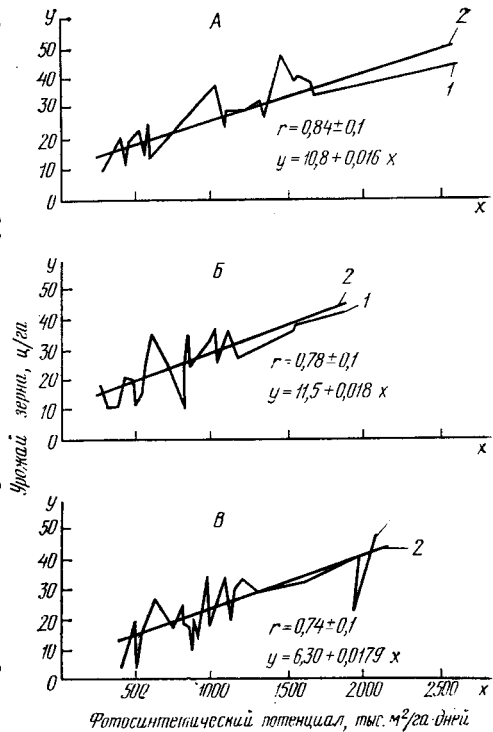 У
А
2
50
40
1
30
20
r=0,84±0,1
10
y=10,8+0,016 x
0
x
У
Б
2
50
1
40
30
20
r=0,78±0,1
10
y=11,5+0,018 x
0
x
Урожай зерна, ц/га
У
В
50
2
40
30
20
r=0,74±0,1
10
y=6,30+0,0179 x
0
500 1000 1500 2000 2500 x
Фотосинтетический потенциал, тыс. м²/га·дней